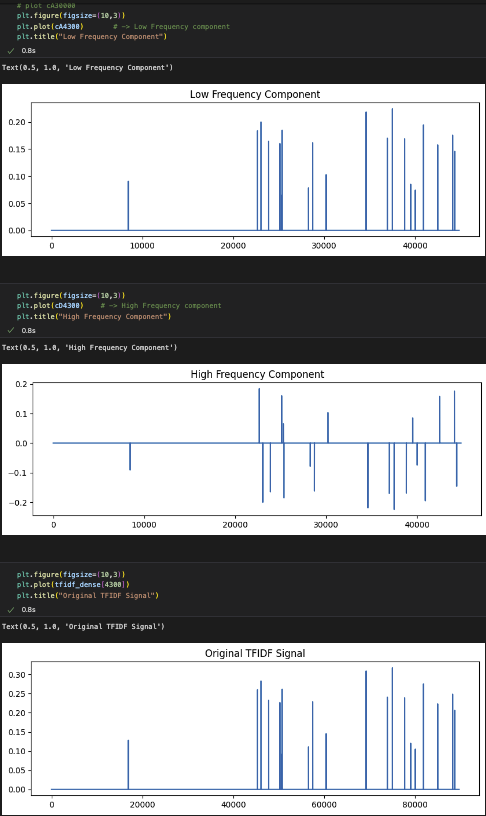 # plot cA30000
plt.figure(figsize=(10,3))
plt.plot(cA4300) # -> Low Frequency component
plt.title("Low Frequency Component")
✓ 0.8s
Text(0.5, 1.0, 'Low Frequency Component')
Low Frequency Component
0.20
0.15
0.10
0.05
0.00
0 10000 20000 30000 40000
plt.figure(figsize=(10,3))
plt.plot(cD4300) # -> High Frequency component
plt.title("High Frequency Component")
✓ 0.8s
Text(0.5, 1.0, 'High Frequency Component')
High Frequency Component
0.2
0.1
0.0
−0.1
−0.2
0 10000 20000 30000 40000
plt.figure(figsize=(10,3))
plt.plot(tfidf_dense[4300])
plt.title("Original TFIDF Signal")
✓ 0.8s
Text(0.5, 1.0, 'Original TFIDF Signal')
Original TFIDF Signal
0.30
0.25
0.20
0.15
0.10
0.05
0.00
0 20000 40000 60000 80000